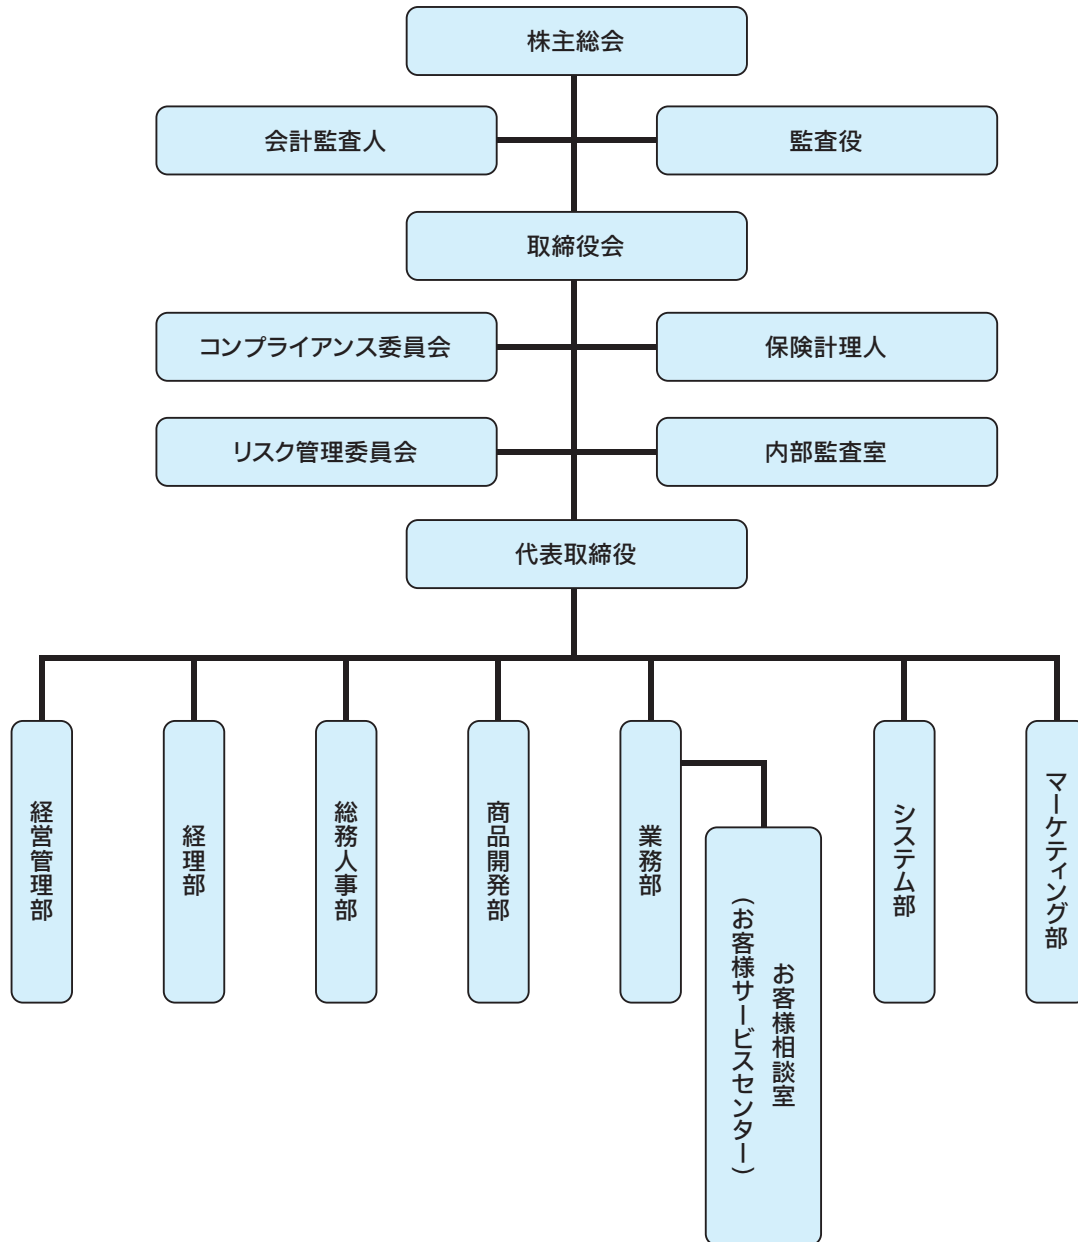 株主総会
会計監査人
監査役
取締役会
コンプライアンス委員会
保険計理人
リスク管理委員会
内部監査室
代表取締役
経営管理部
経理部
総務人事部
商品開発部
業務部
お客様相談室
（お客様サービスセンター）
システム部
マーケティング部